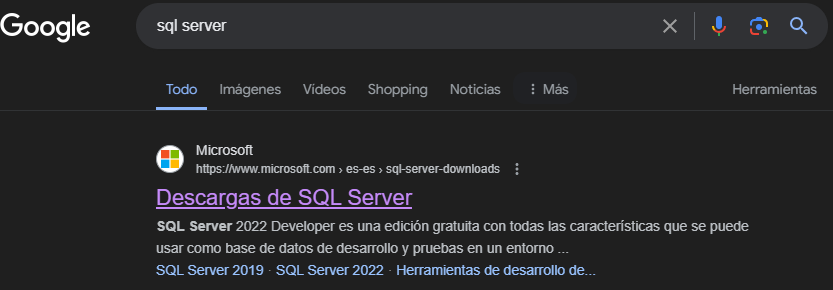 Google
sql server
Todo Imágenes Vídeos Shopping Noticias Más Herramientas
Microsoft
https://www.microsoft.com › es-es › sql-server-downloads
Descargas de SQL Server
SQL Server 2022 Developer es una edición gratuita con todas las características que se puede
usar como base de datos de desarrollo y pruebas en un entorno ...
SQL Server 2019 · SQL Server 2022 · Herramientas de desarrollo de...